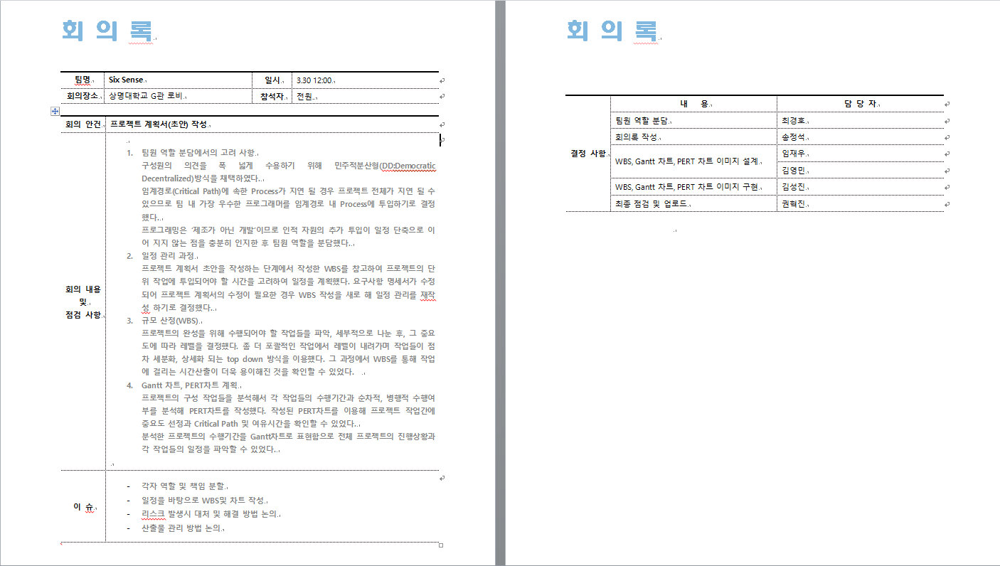 회 의 록
팀명 Six Sense 일시 3.30 12:00
회의장소 상명대학교 G관 로비 참석자 전원
회의 안건 프로젝트 계획서(초안) 작성
회의 내용
및
점검 사항
1. 팀원 역할 분담에서의 고려 사항
구성원의 의견을 폭 넓게 수용하기 위해 민주적분산형(DD:Democratic
Decentralized)방식을 채택하였다.
임계경로(Critical Path)에 속한 Process가 지연 될 경우 프로젝트 전체가 지연 될 수
있으므로 팀 내 가장 우수한 프로그래머를 임계경로 내 Process에 투입하기로 결정
했다.
프로그래밍은 ‘제조가 아닌 개발’이므로 인적 자원의 추가 투입이 일정 단축으로 이
어 지지 않는 점을 충분히 인지한 후 팀원 역할을 분담했다.
2. 일정 관리 과정
프로젝트 계획서 초안을 작성하는 단계에서 작성한 WBS를 참고하여 프로젝트의 단
위 작업에 투입되어야 할 시간을 고려하여 일정을 계획했다. 요구사항 명세서가 수정
되어 프로젝트 계획서의 수정이 필요한 경우 WBS 작성을 새로 해 일정 관리를 재작
성 하기로 결정했다.
3. 규모 산정(WBS)
프로젝트의 완성을 위해 수행되어야 할 작업들을 파악, 세부적으로 나눈 후, 그 중요
도에 따라 레벨을 결정했다. 좀 더 포괄적인 작업에서 레벨이 내려가며 작업들이 점
차 세분화, 상세화 되는 top down 방식을 이용했다. 그 과정에서 WBS를 통해 작업
에 걸리는 시간산출이 더욱 용이해진 것을 확인할 수 있었다.
4. Gantt 차트, PERT차트 계획
프로젝트의 구성 작업들을 분석해서 각 작업들의 수행기간과 순차적, 병행적 수행여
부를 분석해 PERT차트를 작성했다. 작성된 PERT차트를 이용해 프로젝트 작업간에
중요도 선정과 Critical Path 및 여유시간을 확인할 수 있었다.
분석한 프로젝트의 수행기간을 Gantt차트로 표현함으로 전체 프로젝트의 진행상황과
각 작업들의 일정을 파악할 수 있었다.
이 슈
- 각자 역할 및 책임 분할
- 일정을 바탕으로 WBS및 차트 작성
- 리스크 발생시 대처 및 해결 방법 논의
- 산출물 관리 방법 논의
회 의 록
결정 사항
내 용 담 당 자
팀원 역할 분담 최경호
회의록 작성 송정석
WBS, Gantt 차트, PERT 차트 이미지 설계 임재우
김영민
WBS, Gantt 차트, PERT 차트 이미지 구현 김성진
최종 점검 및 업로드 권혁진